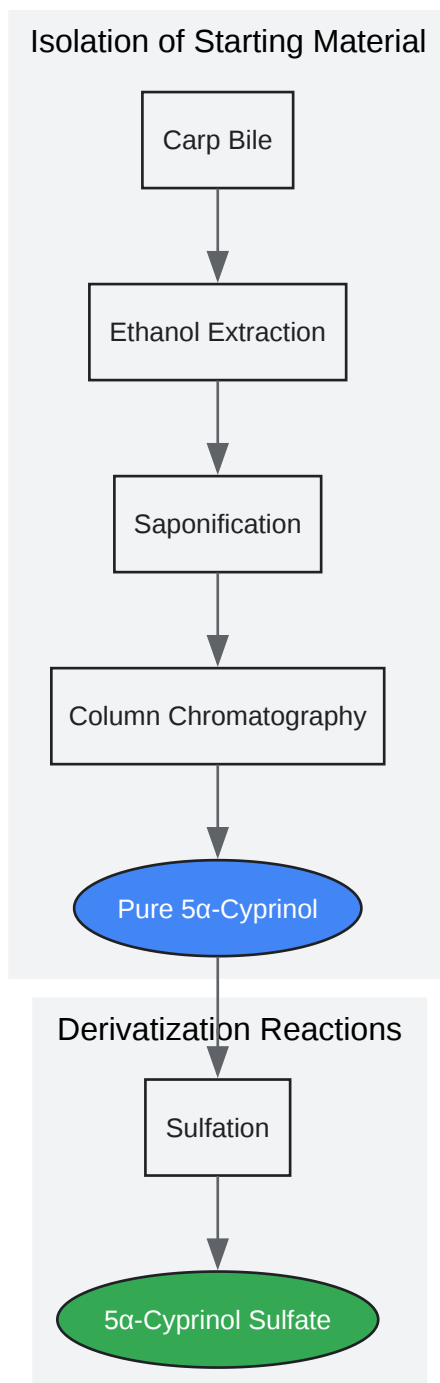 Isolation of Starting Material
Carp Bile
Ethanol Extraction
Saponification
Column Chromatography
Pure 5α-Cyprinol
Derivatization Reactions
Sulfation
5α-Cyprinol Sulfate